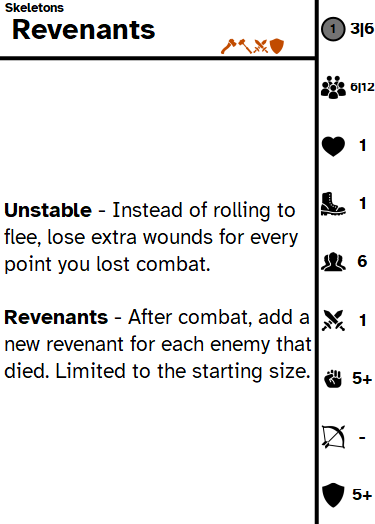 Skeletons
Revenants
1 3|6
6|12
1
1
6
1
5+
-
5+
Unstable - Instead of rolling to
flee, lose extra wounds for every
point you lost combat.
Revenants - After combat, add a
new revenant for each enemy that
died. Limited to the starting size.